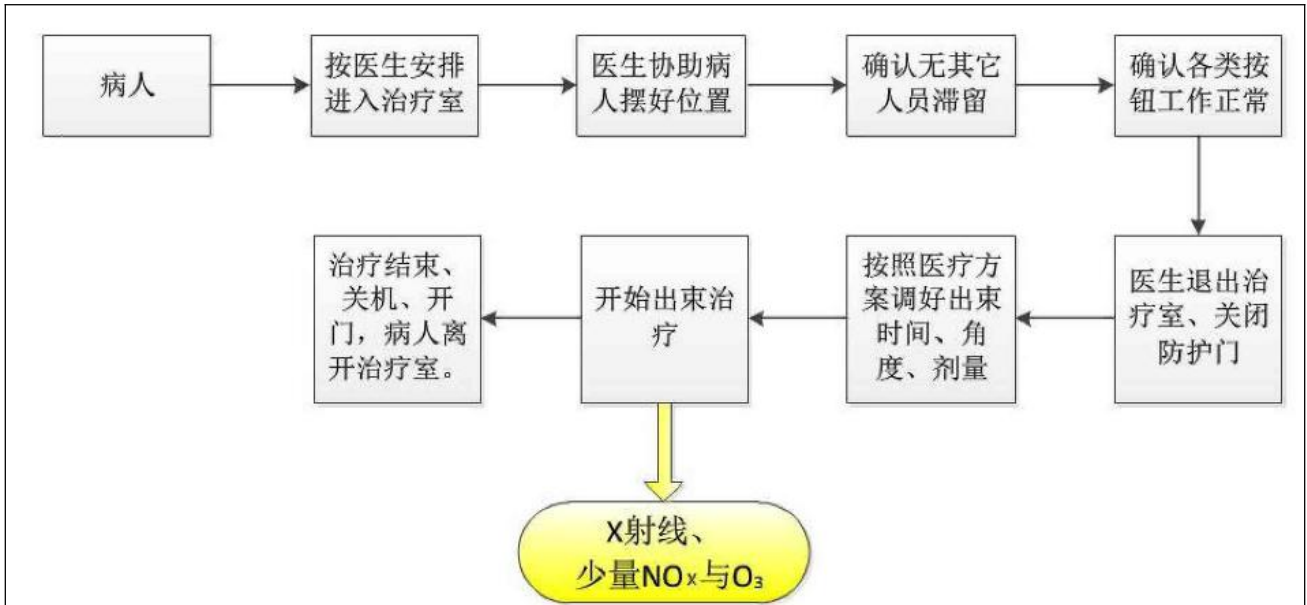 病人
按医生安排
进入治疗室
医生协助病
人摆好位置
确认无其它
人员滞留
确认各类按
钮工作正常
医生退出治
疗室、关闭
防护门
按照医疗方
案调好出束
时间、角
度、剂量
开始出束治
疗
治疗结束、
关机、开
门，病人离
开治疗室。
X射线、
少量NOx与O₃